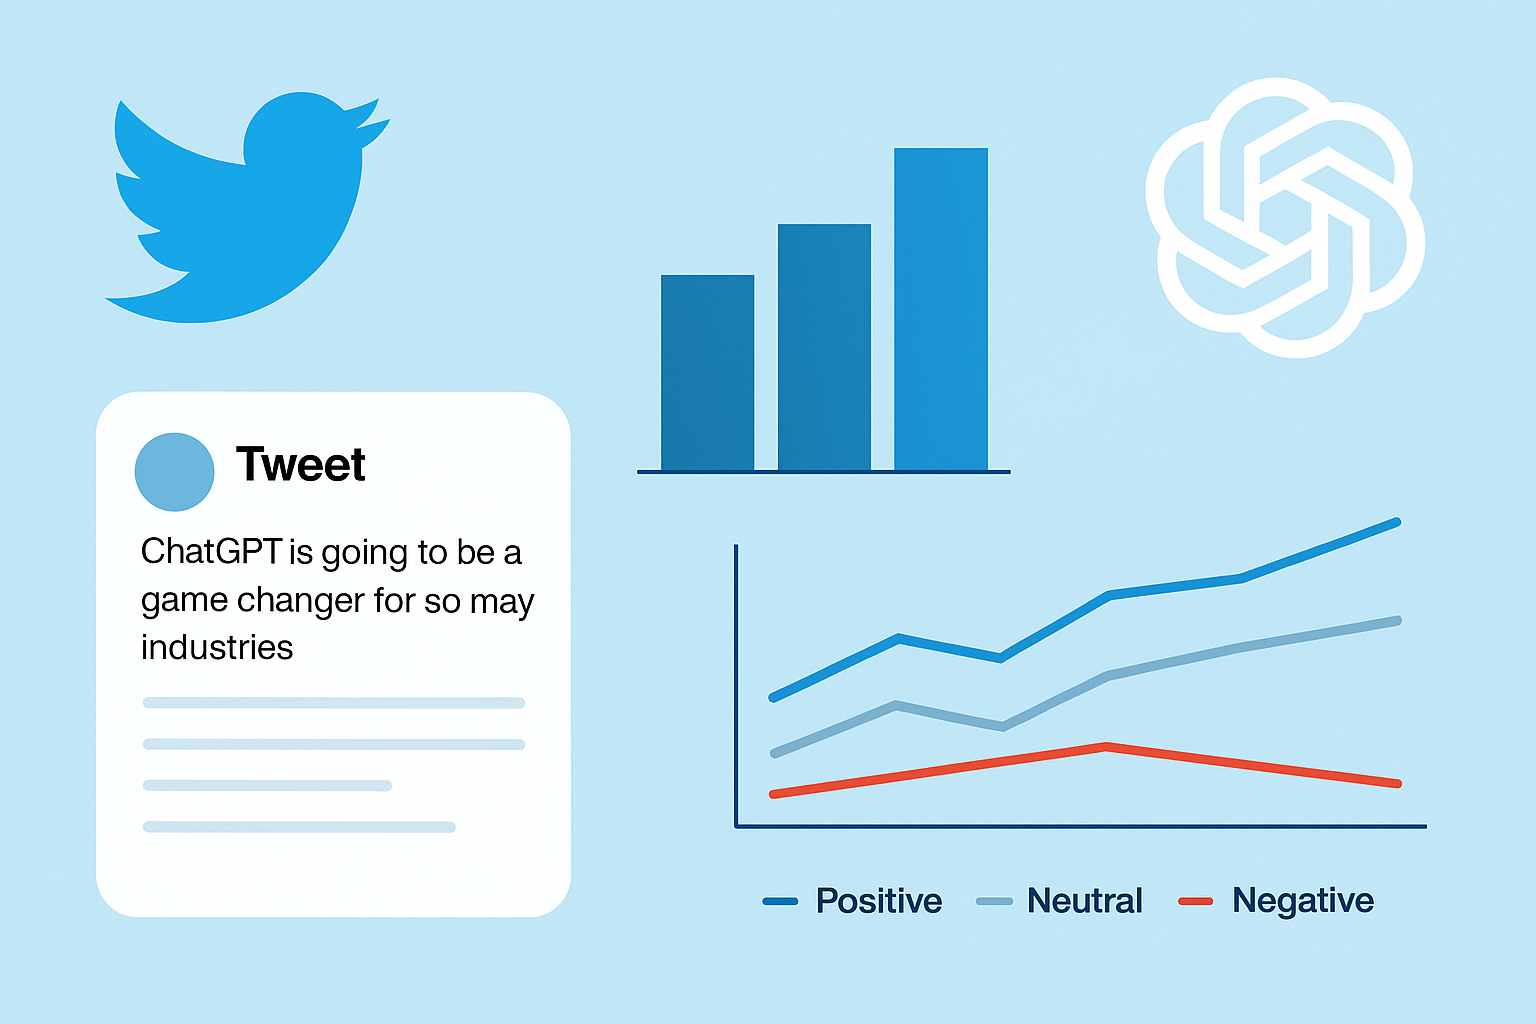 Tweet
ChatGPT is going to be a
game changer for so may
industries
Positive
Neutral
Negative